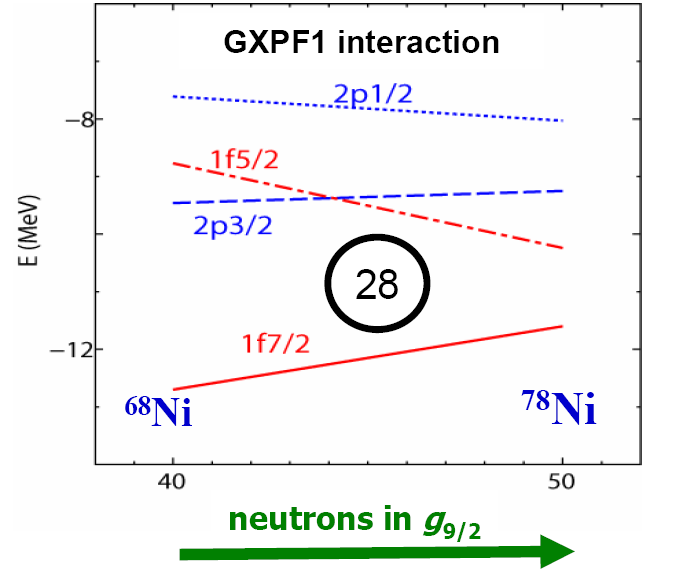 GXPF1 interaction
2p1/2
−8
1f5/2
2p3/2
E (MeV)
28
1f7/2
−12
⁶⁸Ni
⁷⁸Ni
40
50
neutrons in g₉/₂